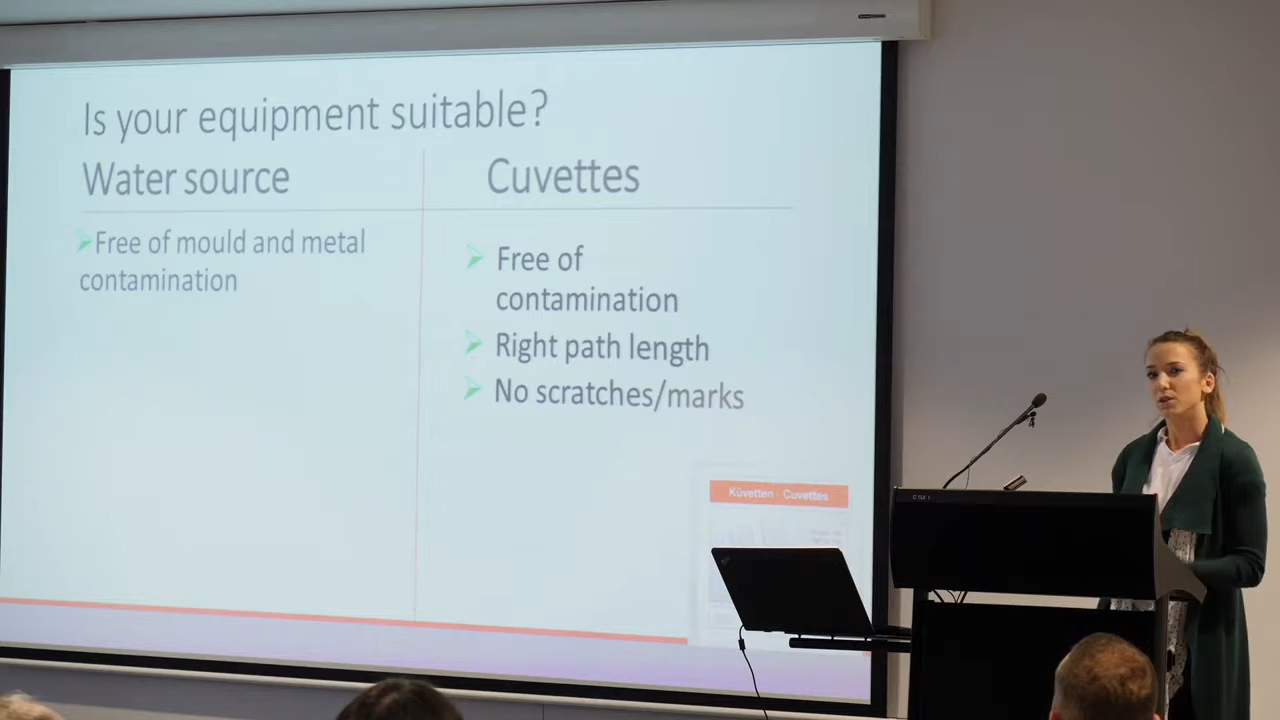 Is your equipment suitable?
Water source
Free of mould and metal
contamination
Cuvettes
Free of
contamination
Right path length
No scratches/marks
Küvetten · Cuvettes